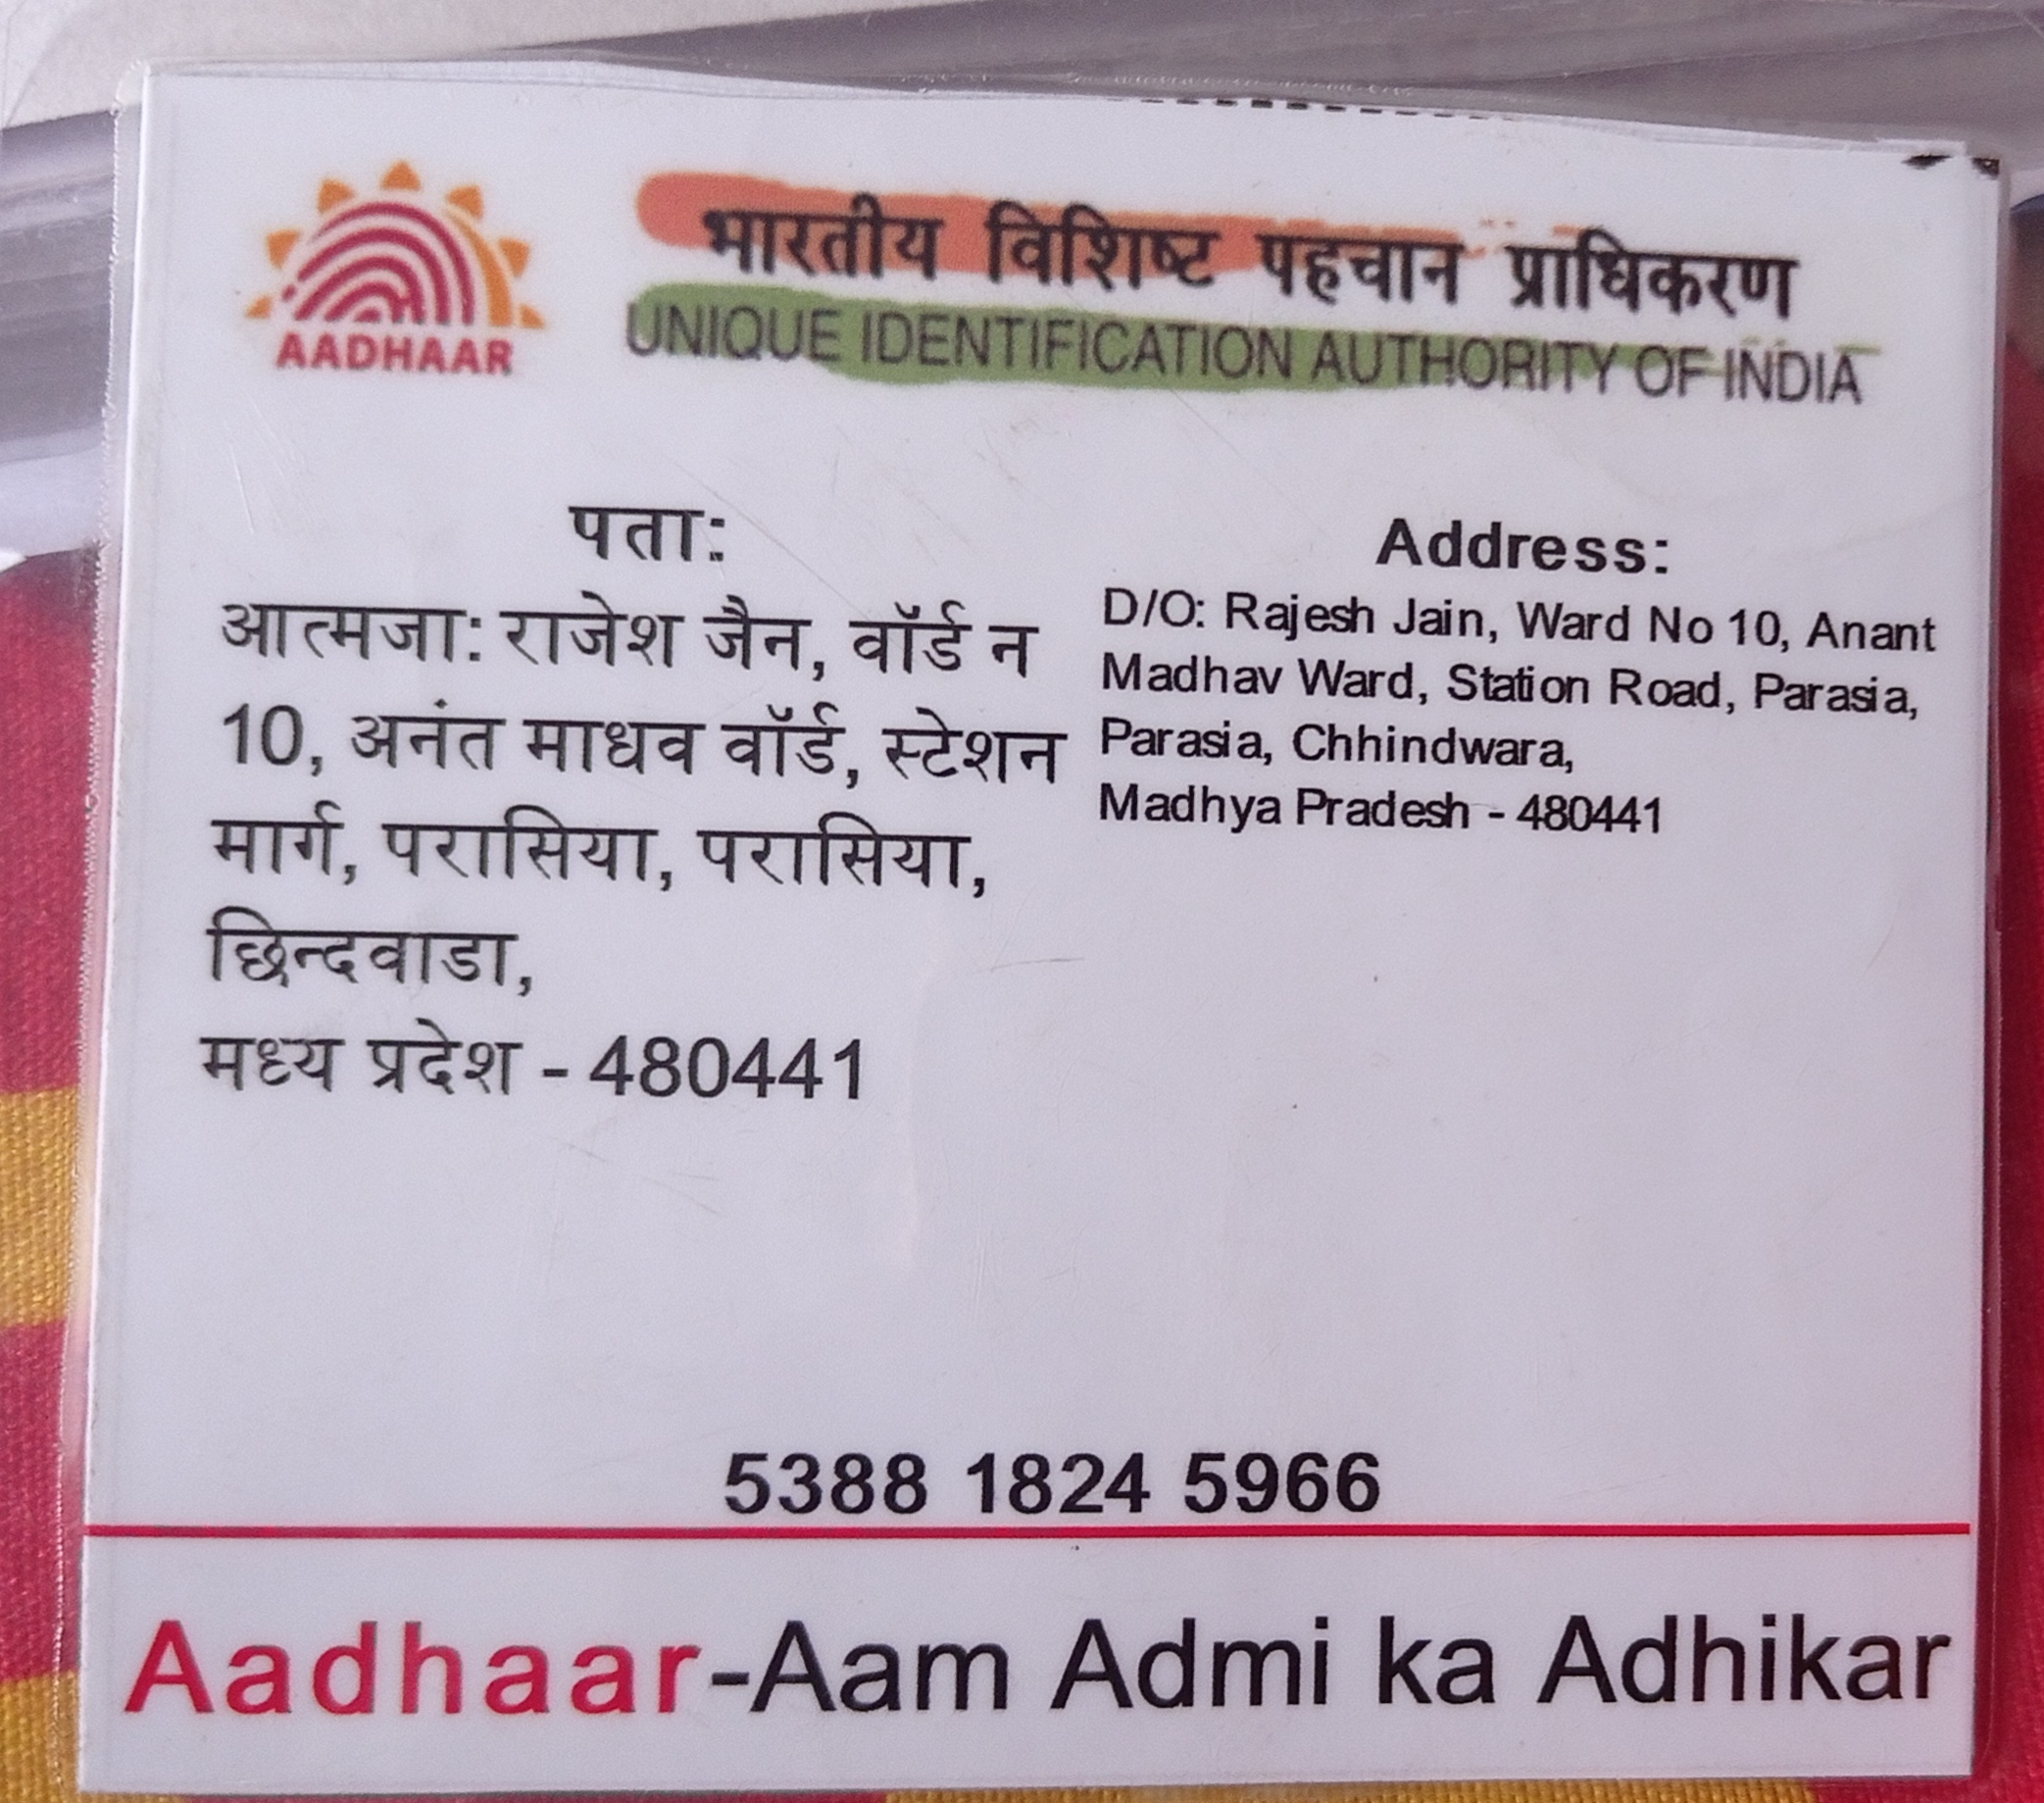 AADHAAR
भारतीय विशिष्ट पहचान प्राधिकरण
UNIQUE IDENTIFICATION AUTHORITY OF INDIA
पता:
आत्मजा: राजेश जैन, वॉर्ड न
10, अनंत माधव वॉर्ड, स्टेशन
मार्ग, परासिया, परासिया,
छिन्दवाडा,
मध्य प्रदेश - 480441
Address:
D/O: Rajesh Jain, Ward No 10, Anant
Madhav Ward, Station Road, Parasia,
Parasia, Chhindwara,
Madhya Pradesh - 480441
5388 1824 5966
Aadhaar-Aam Admi ka Adhikar